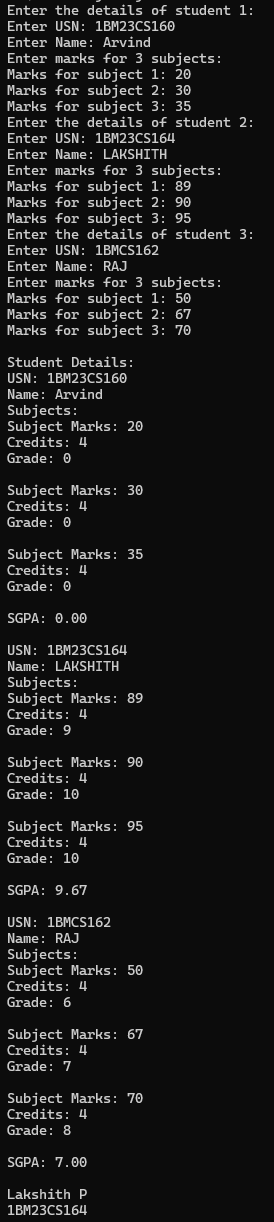 Enter the details of student 1:
Enter USN: 1BM23CS160
Enter Name: Arvind
Enter marks for 3 subjects:
Marks for subject 1: 20
Marks for subject 2: 30
Marks for subject 3: 35
Enter the details of student 2:
Enter USN: 1BM23CS164
Enter Name: LAKSHITH
Enter marks for 3 subjects:
Marks for subject 1: 89
Marks for subject 2: 90
Marks for subject 3: 95
Enter the details of student 3:
Enter USN: 1BMCS162
Enter Name: RAJ
Enter marks for 3 subjects:
Marks for subject 1: 50
Marks for subject 2: 67
Marks for subject 3: 70

Student Details:
USN: 1BM23CS160
Name: Arvind
Subjects:
Subject Marks: 20
Credits: 4
Grade: 0

Subject Marks: 30
Credits: 4
Grade: 0

Subject Marks: 35
Credits: 4
Grade: 0

SGPA: 0.00

USN: 1BM23CS164
Name: LAKSHITH
Subjects:
Subject Marks: 89
Credits: 4
Grade: 9

Subject Marks: 90
Credits: 4
Grade: 10

Subject Marks: 95
Credits: 4
Grade: 10

SGPA: 9.67

USN: 1BMCS162
Name: RAJ
Subjects:
Subject Marks: 50
Credits: 4
Grade: 6

Subject Marks: 67
Credits: 4
Grade: 7

Subject Marks: 70
Credits: 4
Grade: 8

SGPA: 7.00

Lakshith P
1BM23CS164